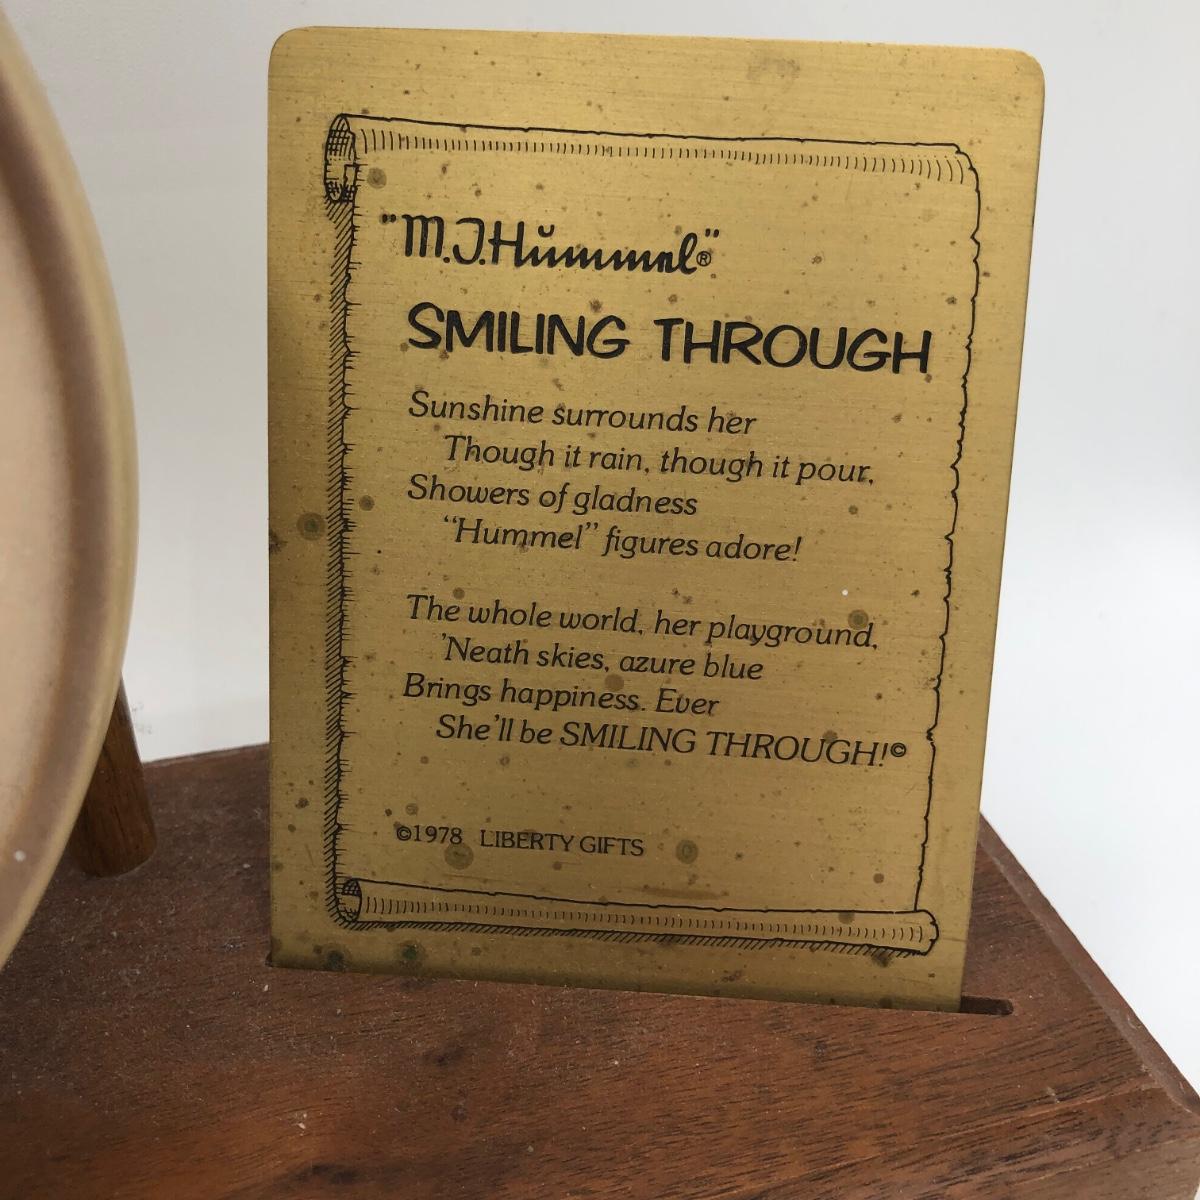 "M.J.Hummel"®
SMILING THROUGH
Sunshine surrounds her
Though it rain, though it pour,
Showers of gladness
“Hummel” figures adore!
The whole world, her playground,
’Neath skies, azure blue
Brings happiness. Ever
She’ll be SMILING THROUGH!©
©1978 LIBERTY GIFTS